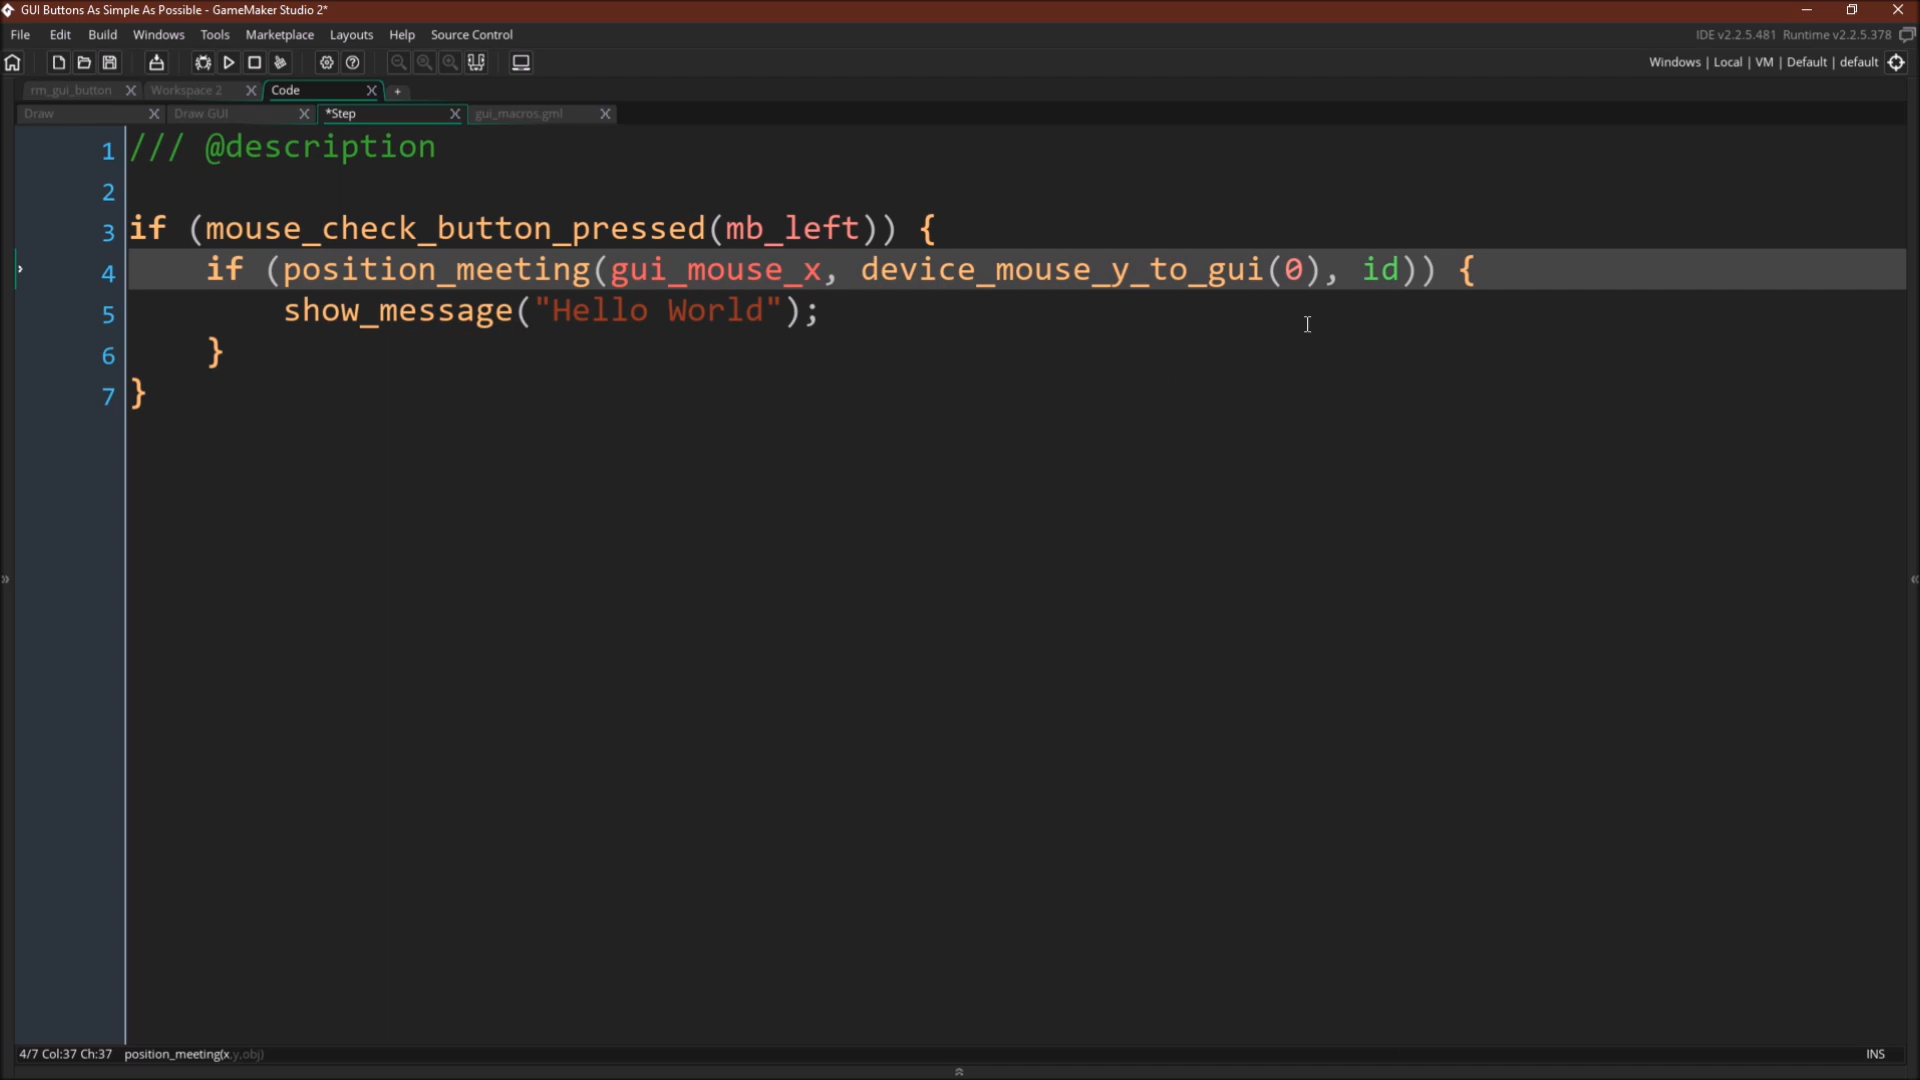 GUI Buttons As Simple As Possible - GameMaker Studio 2*
File Edit Build Windows Tools Marketplace Layouts Help Source Control
IDE v2.2.5.481 Runtime v2.2.5.378
Windows | Local | VM | Default | default
rm_gui_button Workspace 2 Code
Draw Draw GUI *Step gui_macros.gml
1 /// @description
2
3 if (mouse_check_button_pressed(mb_left)) {
4 if (position_meeting(gui_mouse_x, device_mouse_y_to_gui(0), id)) {
5 show_message("Hello World");
6 }
7 }
4/7 Col:37 Ch:37 position_meeting(x,y,obj)
INS